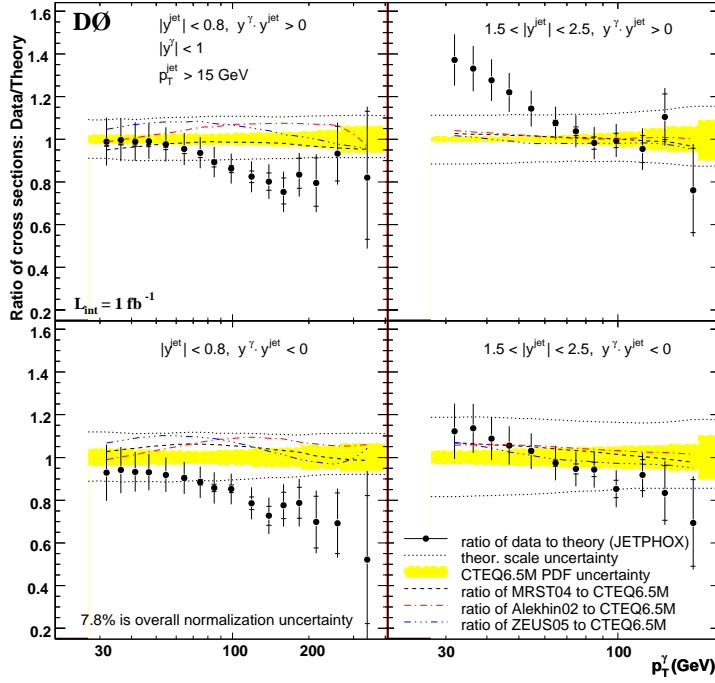 Ratio of cross sections: Data/Theory
1.6
1.4
1.2
1
0.8
0.6
0.4
0.2
DØ
|y^jet| < 0.8, y^γ · y^jet > 0
|y^γ| < 1
p_T^jet > 15 GeV
L_int = 1 fb^-1
1.5 < |y^jet| < 2.5, y^γ · y^jet > 0
1.6
1.4
1.2
1
0.8
0.6
0.4
0.2
|y^jet| < 0.8, y^γ · y^jet < 0
7.8% is overall normalization uncertainty
1.5 < |y^jet| < 2.5, y^γ · y^jet < 0
ratio of data to theory (JETPHOX)
theor. scale uncertainty
CTEQ6.5M PDF uncertainty
ratio of MRST04 to CTEQ6.5M
ratio of Alekhin02 to CTEQ6.5M
ratio of ZEUS05 to CTEQ6.5M
30 100 200 30 100
p_T^γ (GeV)